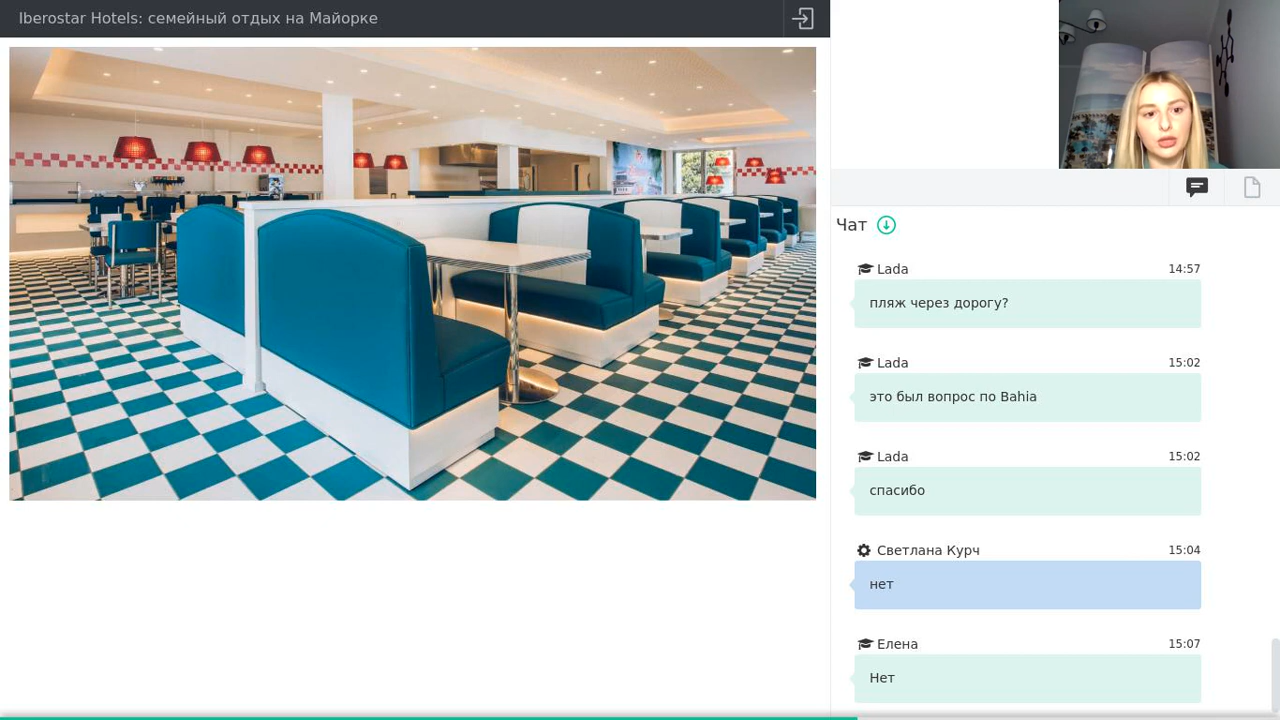 Iberostar Hotels: семейный отдых на Майорке
Чат
Lada 14:57
пляж через дорогу?
Lada 15:02
это был вопрос по Bahia
Lada 15:02
спасибо
Светлана Курч 15:04
нет
Елена 15:07
Нет